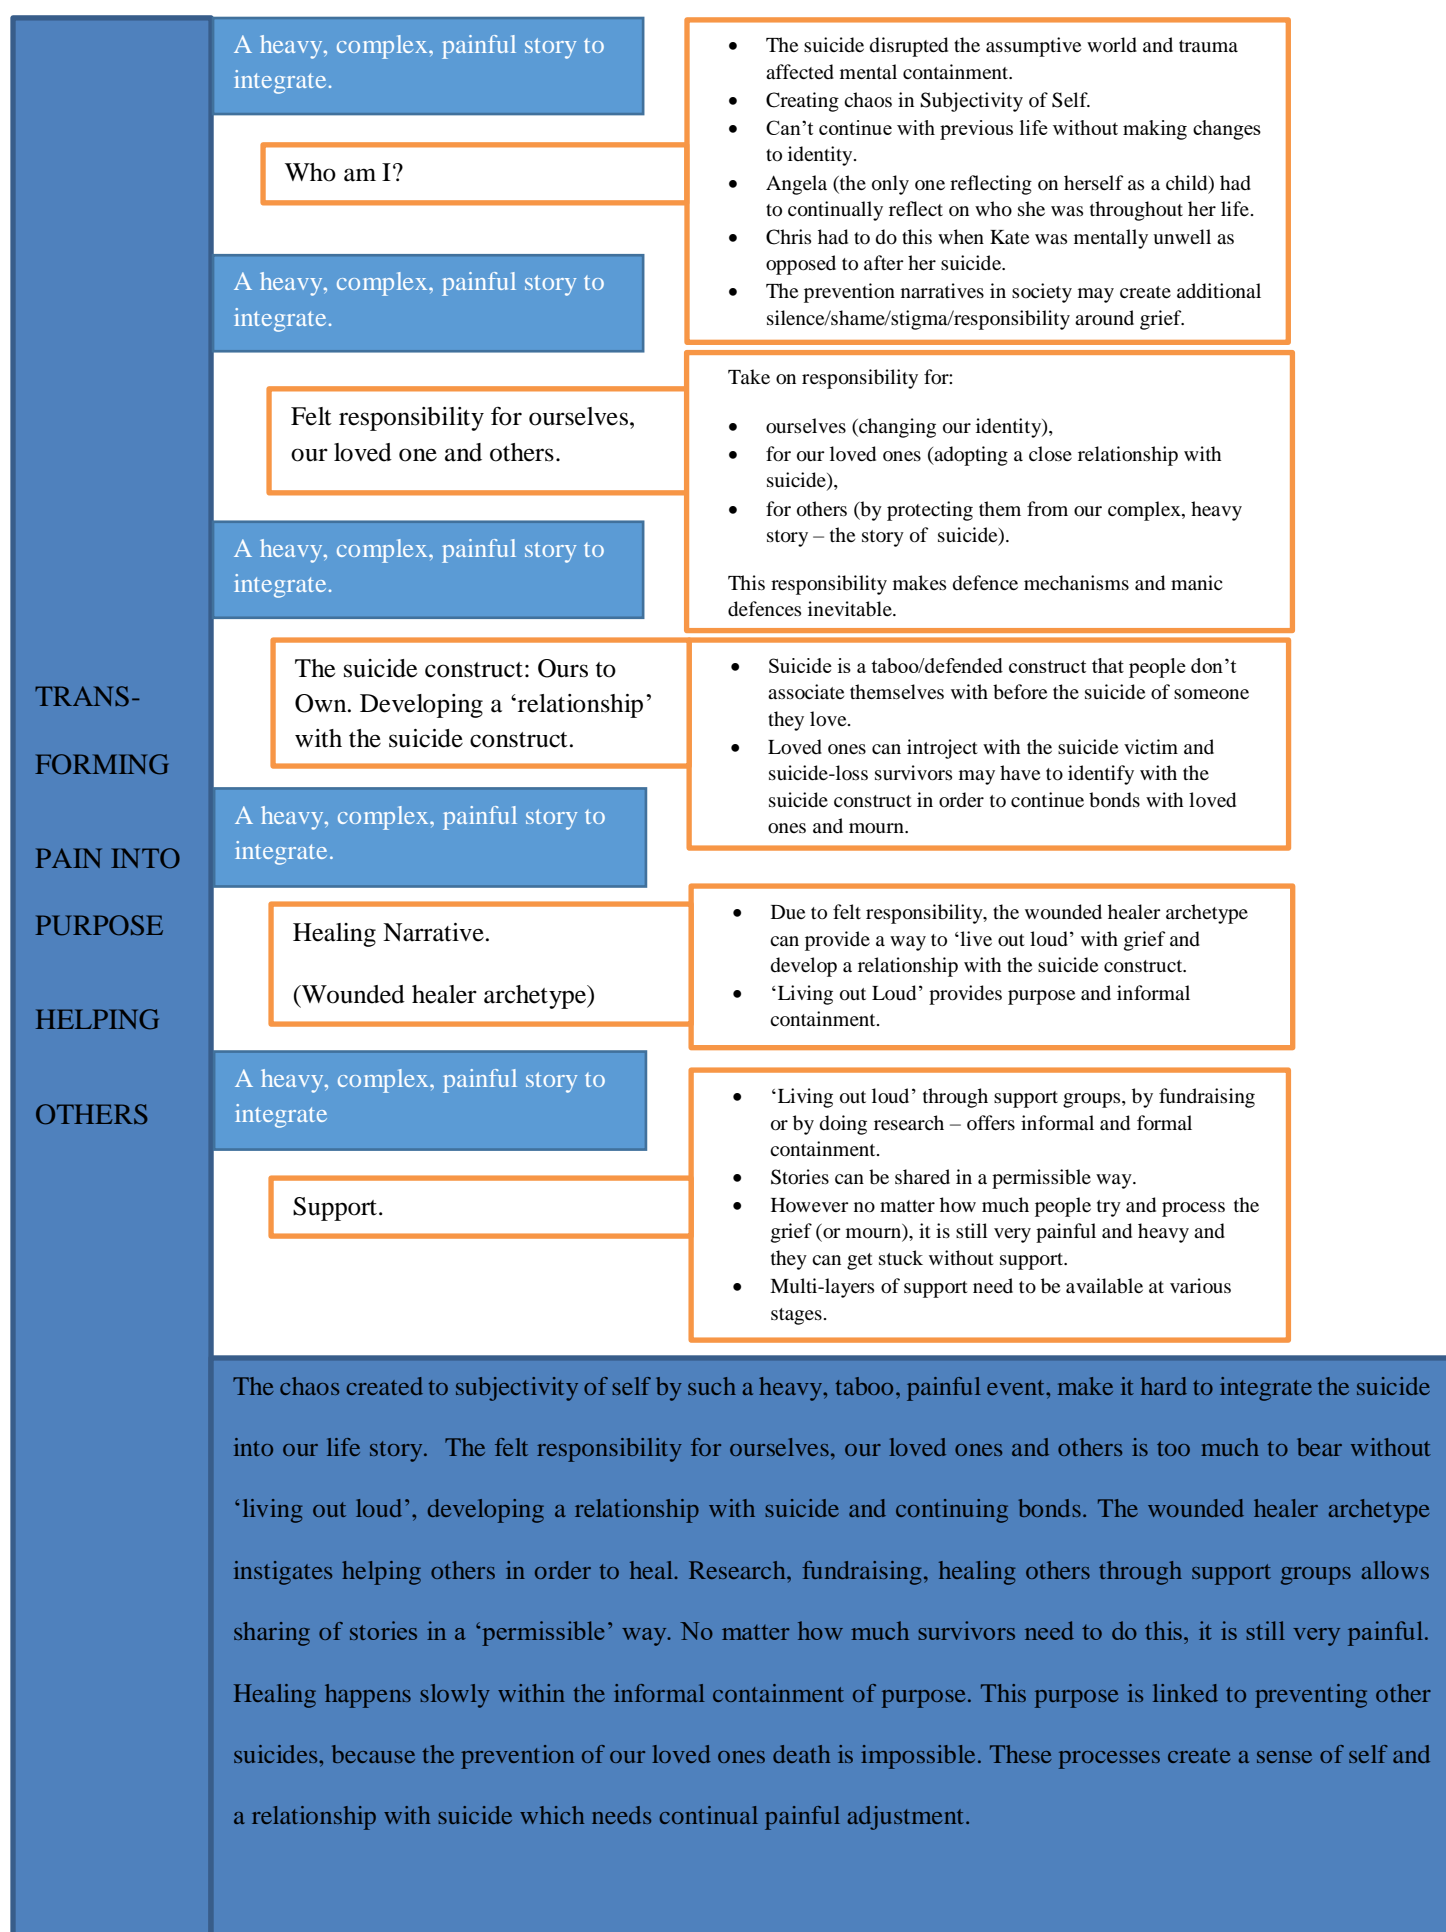 TRANS-
FORMING
PAIN INTO
PURPOSE
HELPING
OTHERS
A heavy, complex, painful story to
integrate.
Who am I?
• The suicide disrupted the assumptive world and trauma
affected mental containment.
• Creating chaos in Subjectivity of Self.
• Can’t continue with previous life without making changes
to identity.
• Angela (the only one reflecting on herself as a child) had
to continually reflect on who she was throughout her life.
• Chris had to do this when Kate was mentally unwell as
opposed to after her suicide.
• The prevention narratives in society may create additional
silence/shame/stigma/responsibility around grief.
A heavy, complex, painful story to
integrate.
Felt responsibility for ourselves,
our loved one and others.
Take on responsibility for:
• ourselves (changing our identity),
• for our loved ones (adopting a close relationship with
suicide),
• for others (by protecting them from our complex, heavy
story – the story of suicide).
This responsibility makes defence mechanisms and manic
defences inevitable.
A heavy, complex, painful story to
integrate.
The suicide construct: Ours to
Own. Developing a ‘relationship’
with the suicide construct.
• Suicide is a taboo/defended construct that people don’t
associate themselves with before the suicide of someone
they love.
• Loved ones can introject with the suicide victim and
suicide-loss survivors may have to identify with the
suicide construct in order to continue bonds with loved
ones and mourn.
A heavy, complex, painful story to
integrate.
Healing Narrative.
(Wounded healer archetype)
• Due to felt responsibility, the wounded healer archetype
can provide a way to ‘live out loud’ with grief and
develop a relationship with the suicide construct.
• ‘Living out Loud’ provides purpose and informal
containment.
A heavy, complex, painful story to
integrate
Support.
• ‘Living out loud’ through support groups, by fundraising
or by doing research – offers informal and formal
containment.
• Stories can be shared in a permissible way.
• However no matter how much people try and process the
grief (or mourn), it is still very painful and heavy and
they can get stuck without support.
• Multi-layers of support need to be available at various
stages.
The chaos created to subjectivity of self by such a heavy, taboo, painful event, make it hard to integrate the suicide
into our life story. The felt responsibility for ourselves, our loved ones and others is too much to bear without
‘living out loud’, developing a relationship with suicide and continuing bonds. The wounded healer archetype
instigates helping others in order to heal. Research, fundraising, healing others through support groups allows
sharing of stories in a ‘permissible’ way. No matter how much survivors need to do this, it is still very painful.
Healing happens slowly within the informal containment of purpose. This purpose is linked to preventing other
suicides, because the prevention of our loved ones death is impossible. These processes create a sense of self and
a relationship with suicide which needs continual painful adjustment.